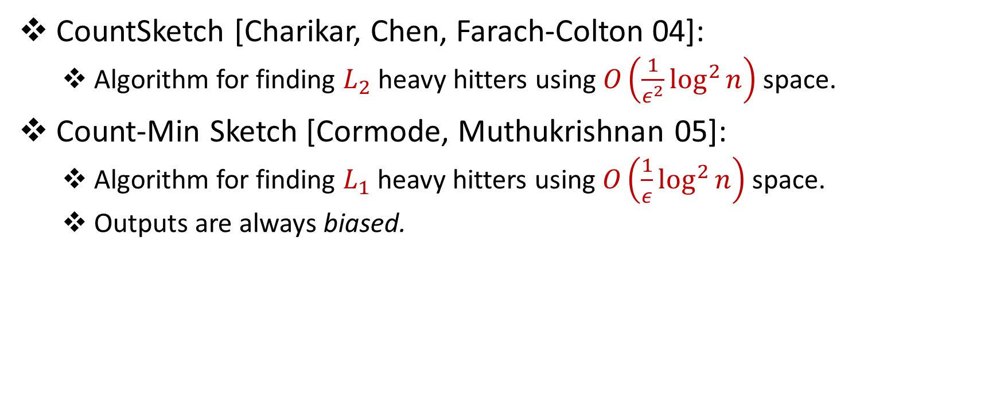 ❖ CountSketch [Charikar, Chen, Farach-Colton 04]:
❖ Algorithm for finding $L_2$ heavy hitters using $O\left(\frac{1}{\epsilon^2}\log^2 n\right)$ space.
❖ Count-Min Sketch [Cormode, Muthukrishnan 05]:
❖ Algorithm for finding $L_1$ heavy hitters using $O\left(\frac{1}{\epsilon}\log^2 n\right)$ space.
❖ Outputs are always biased.